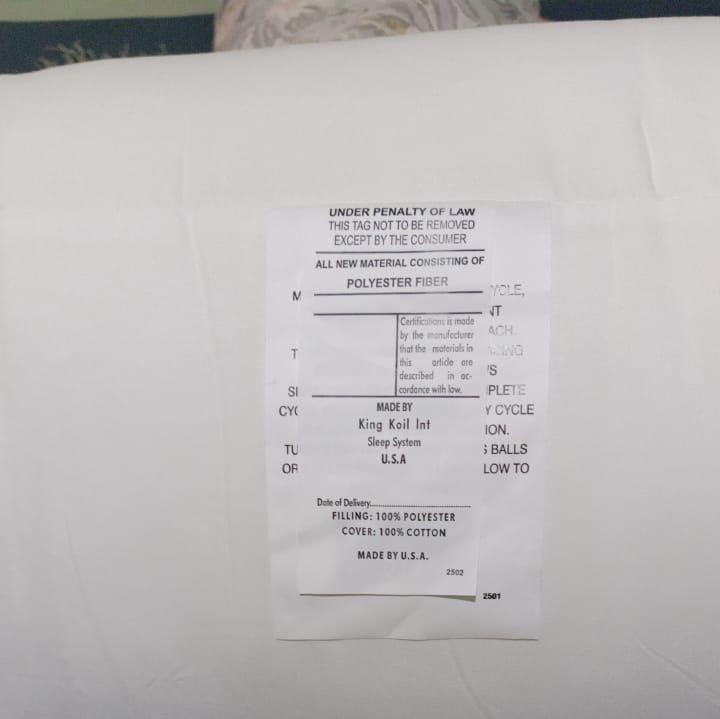 UNDER PENALTY OF LAW
THIS TAG NOT TO BE REMOVED
EXCEPT BY THE CONSUMER
ALL NEW MATERIAL CONSISTING OF
POLYESTER FIBER
Certifications is made
by the manufacturer
that the materials in
this article are
described in ac-
cordance with low.
MADE BY
King Koil Int
Sleep System
U.S.A
Date of Delivery
FILLING: 100% POLYESTER
COVER: 100% COTTON
MADE BY U.S.A.
2502
PLETE
Y CYCLE
ION.
BALLS
LOW TO
2501